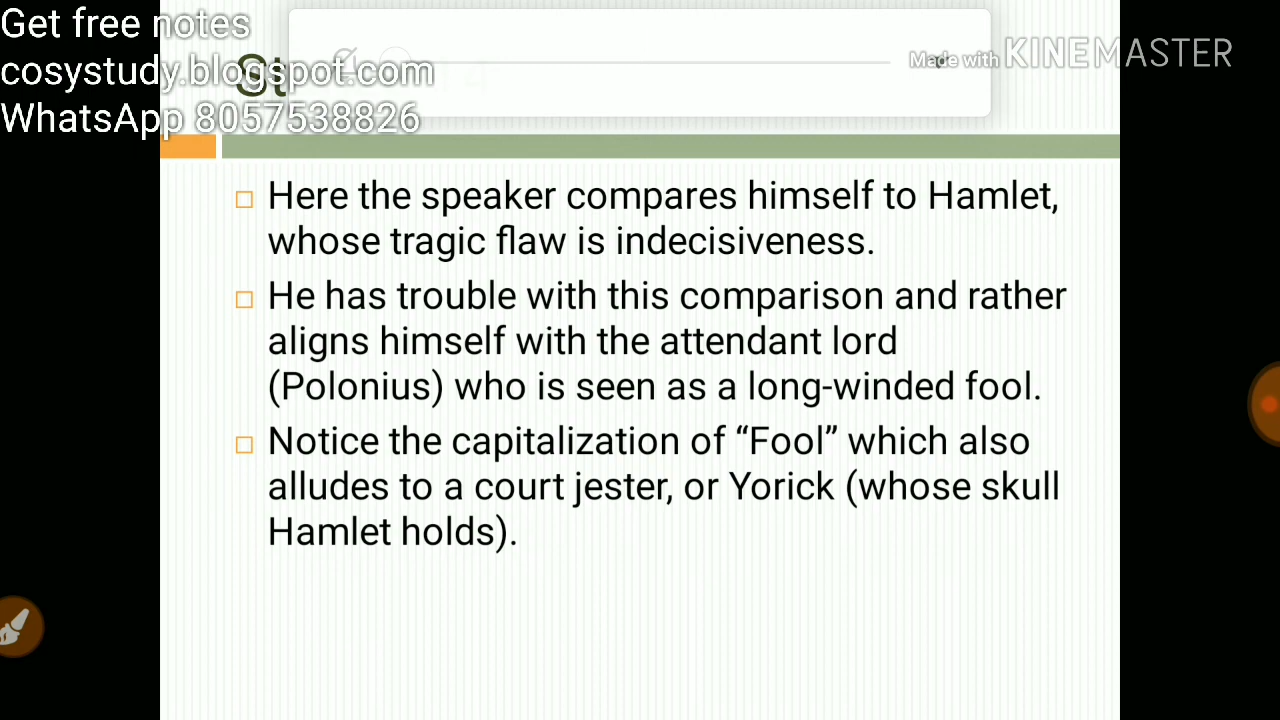 Get free notes
cosystudy.blogspot.com
WhatsApp 8057538826
Made with KINEMASTER
Here the speaker compares himself to Hamlet,
whose tragic flaw is indecisiveness.
He has trouble with this comparison and rather
aligns himself with the attendant lord
(Polonius) who is seen as a long-winded fool.
Notice the capitalization of “Fool” which also
alludes to a court jester, or Yorick (whose skull
Hamlet holds).